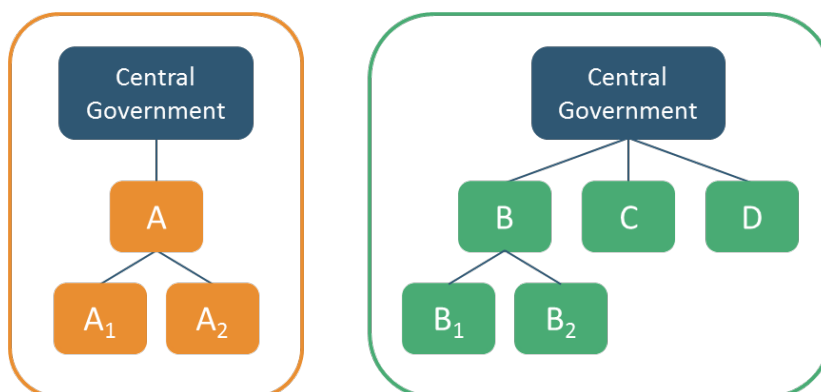 Central
Government
A
A₁
A₂
Central
Government
B
C
D
B₁
B₂